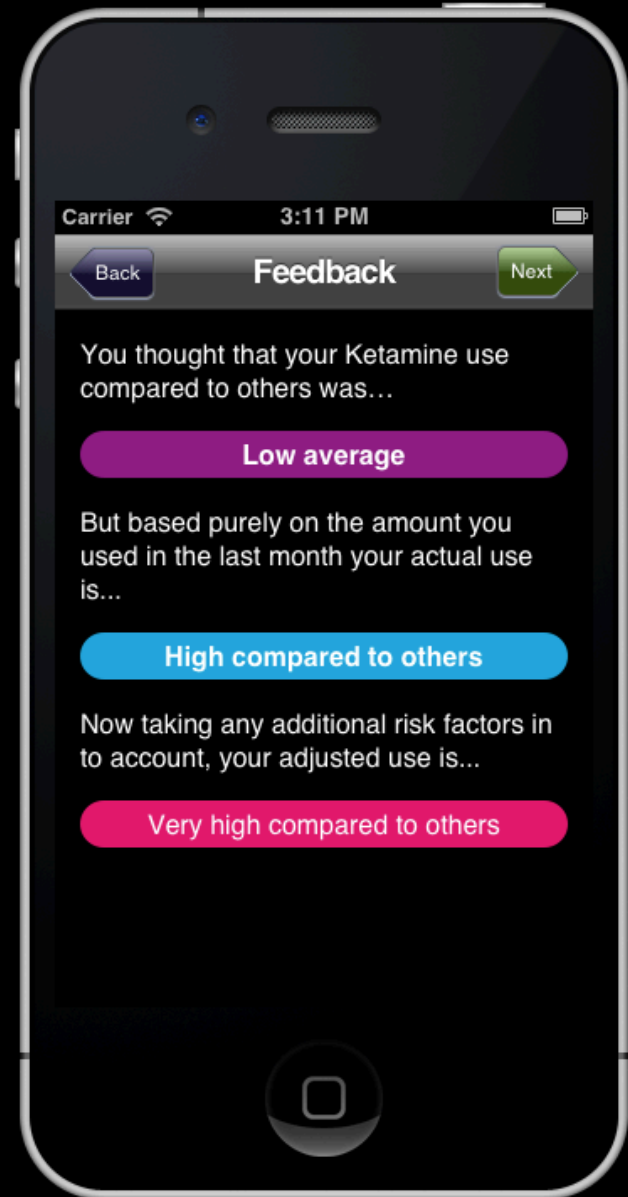 Carrier 3:11 PM
Back Feedback Next
You thought that your Ketamine use
compared to others was…
Low average
But based purely on the amount you
used in the last month your actual use
is...
High compared to others
Now taking any additional risk factors in
to account, your adjusted use is...
Very high compared to others